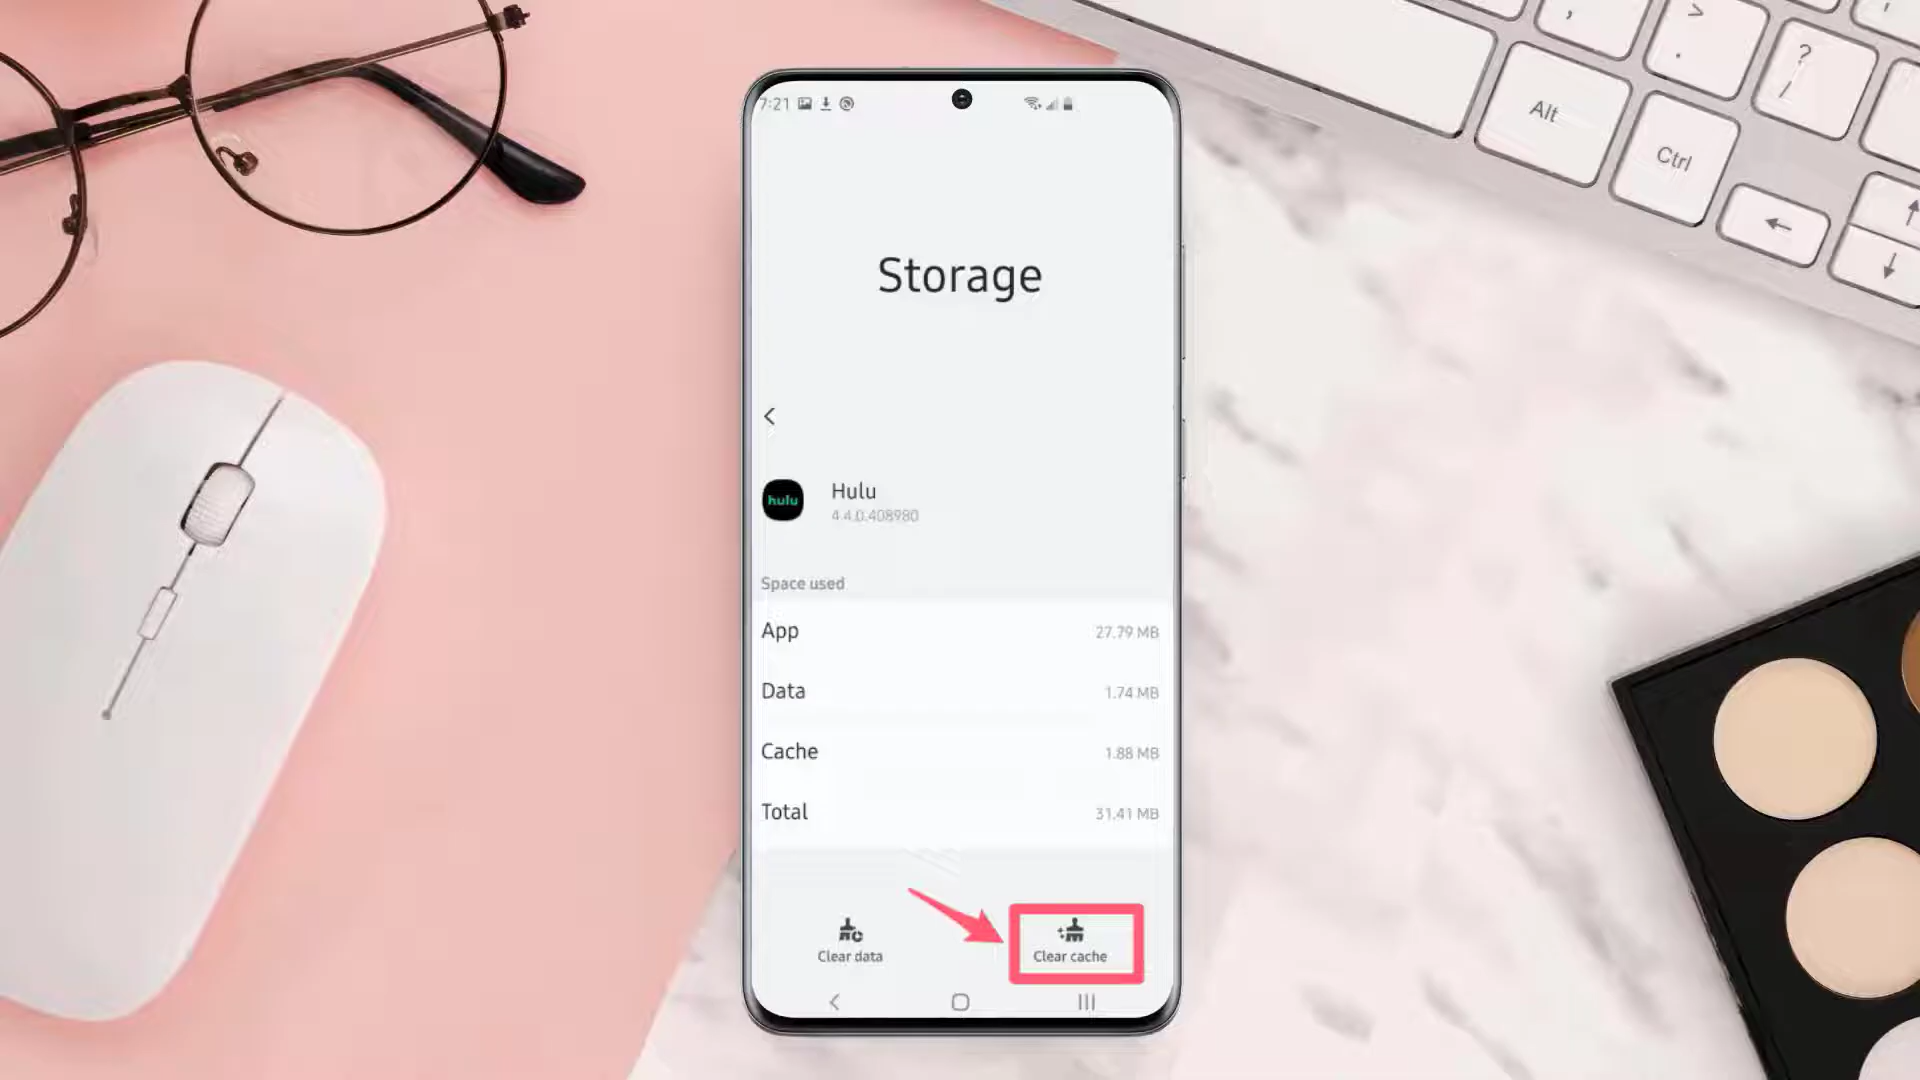 7:21
Storage
hulu
Hulu
4.4.0.408980
Space used
App 27.79 MB
Data 1.74 MB
Cache 1.88 MB
Total 31.41 MB
Clear data
Clear cache
Alt
Ctrl
,
>
.
?
/